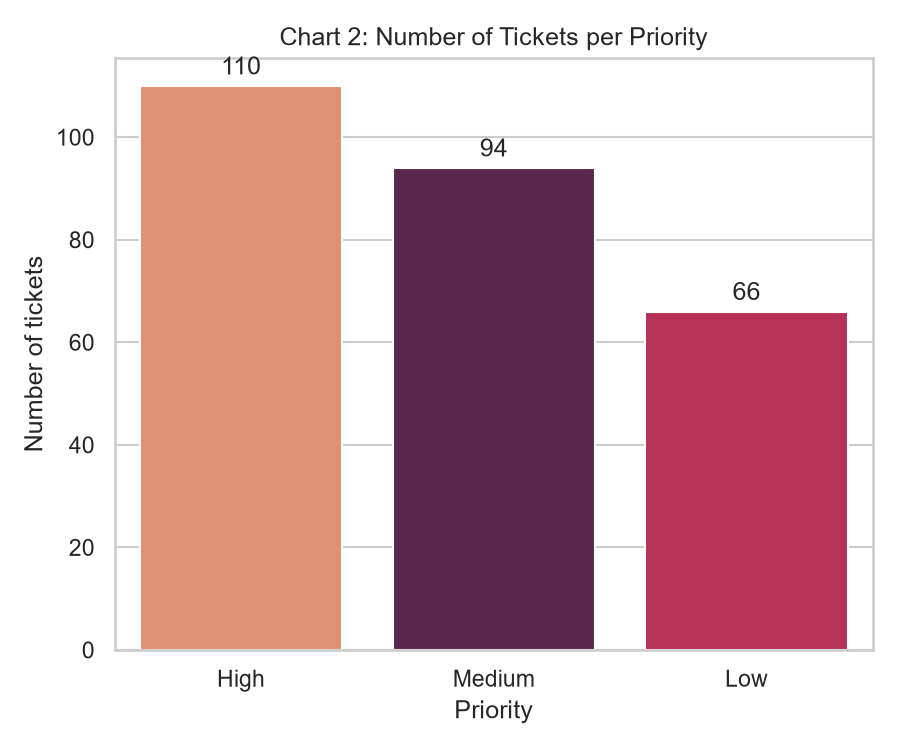 Chart 2: Number of Tickets per Priority
110
94
66
100
80
60
40
20
0
Number of tickets
High Medium Low
Priority